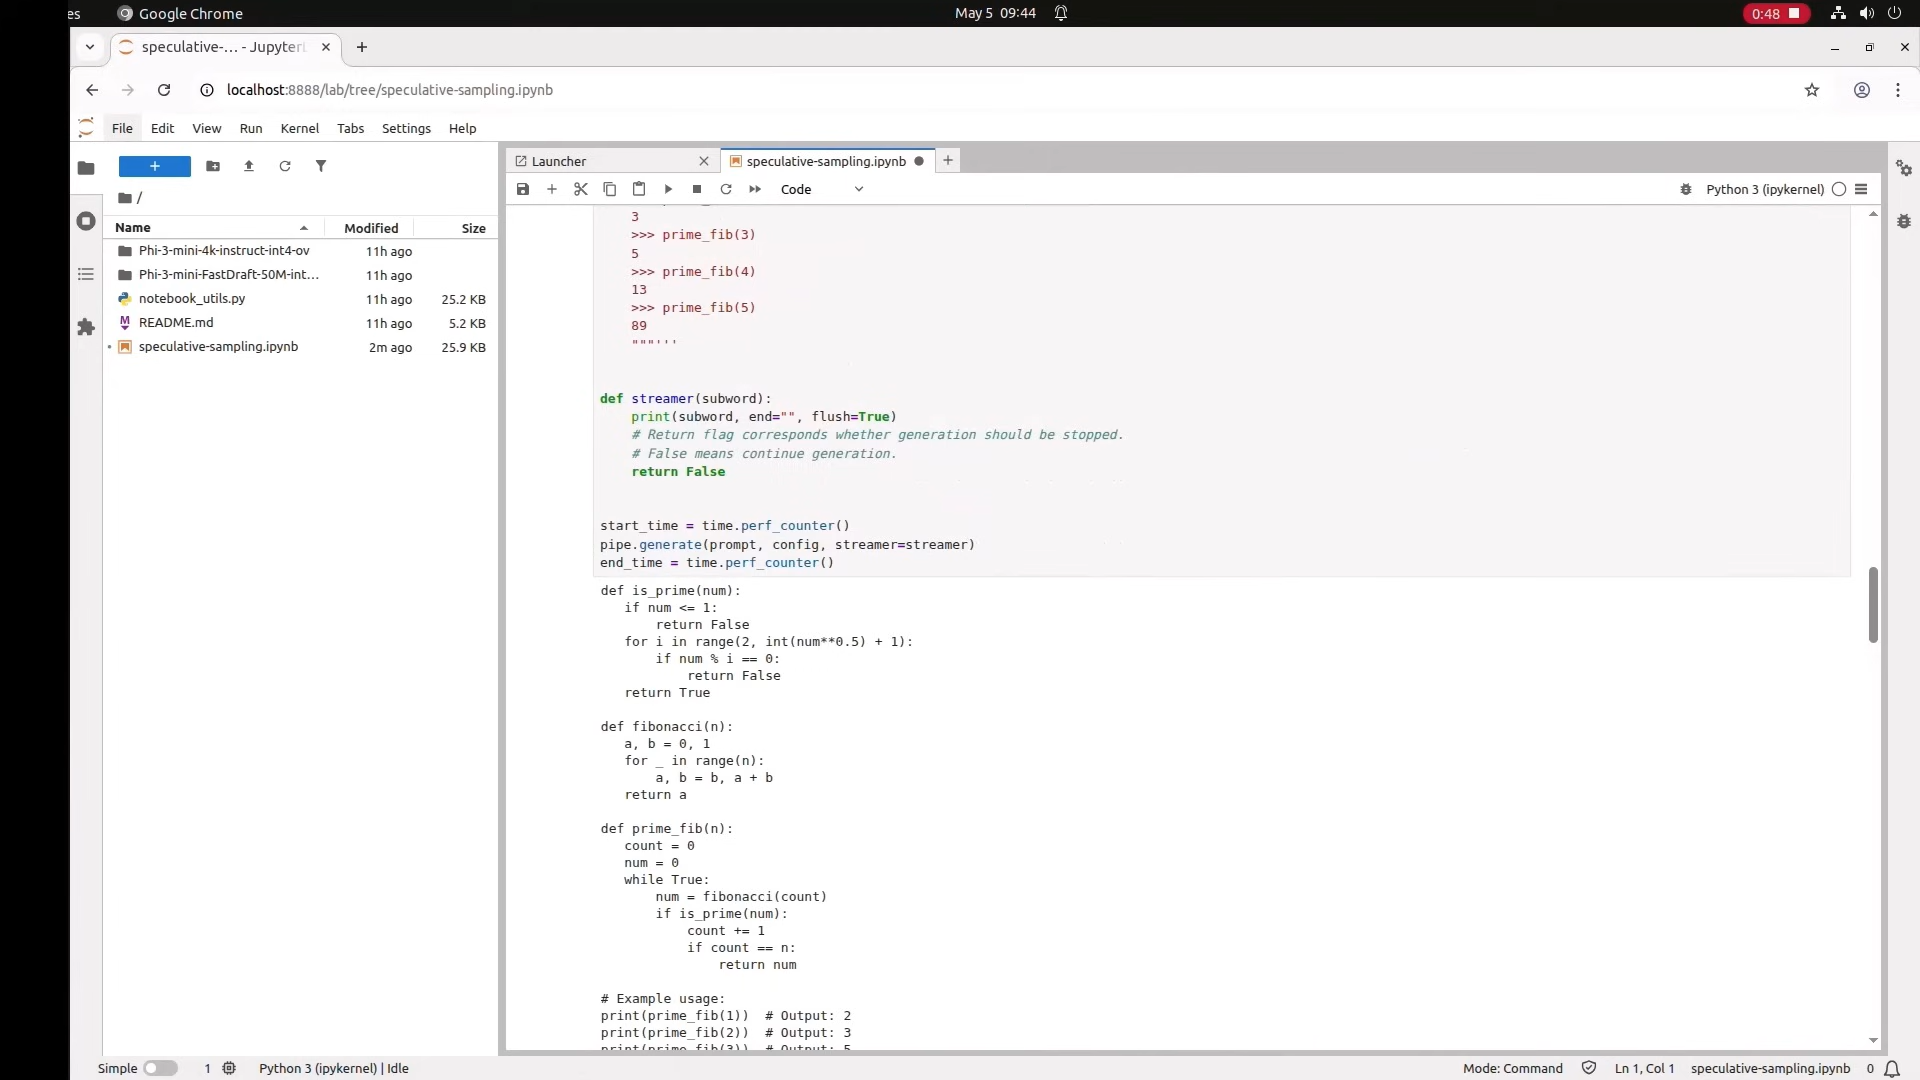 es Google Chrome May 5 09:44 0:48
speculative-... - Jupyter
localhost:8888/lab/tree/speculative-sampling.ipynb
File Edit View Run Kernel Tabs Settings Help
+
/
Name Modified Size
Phi-3-mini-4k-instruct-int4-ov 11h ago
Phi-3-mini-FastDraft-50M-int... 11h ago
notebook_utils.py 11h ago 25.2 KB
README.md 11h ago 5.2 KB
speculative-sampling.ipynb 2m ago 25.9 KB
Launcher speculative-sampling.ipynb
Code Python 3 (ipykernel)
3
>>> prime_fib(3)
5
>>> prime_fib(4)
13
>>> prime_fib(5)
89
"""'''
def streamer(subword):
print(subword, end="", flush=True)
# Return flag corresponds whether generation should be stopped.
# False means continue generation.
return False
start_time = time.perf_counter()
pipe.generate(prompt, config, streamer=streamer)
end_time = time.perf_counter()
def is_prime(num):
if num <= 1:
return False
for i in range(2, int(num**0.5) + 1):
if num % i == 0:
return False
return True
def fibonacci(n):
a, b = 0, 1
for _ in range(n):
a, b = b, a + b
return a
def prime_fib(n):
count = 0
num = 0
while True:
num = fibonacci(count)
if is_prime(num):
count += 1
if count == n:
return num
# Example usage:
print(prime_fib(1)) # Output: 2
print(prime_fib(2)) # Output: 3
print(prime_fib(3)) # Output: 5
Simple 1 Python 3 (ipykernel) | Idle Mode: Command Ln 1, Col 1 speculative-sampling.ipynb 0